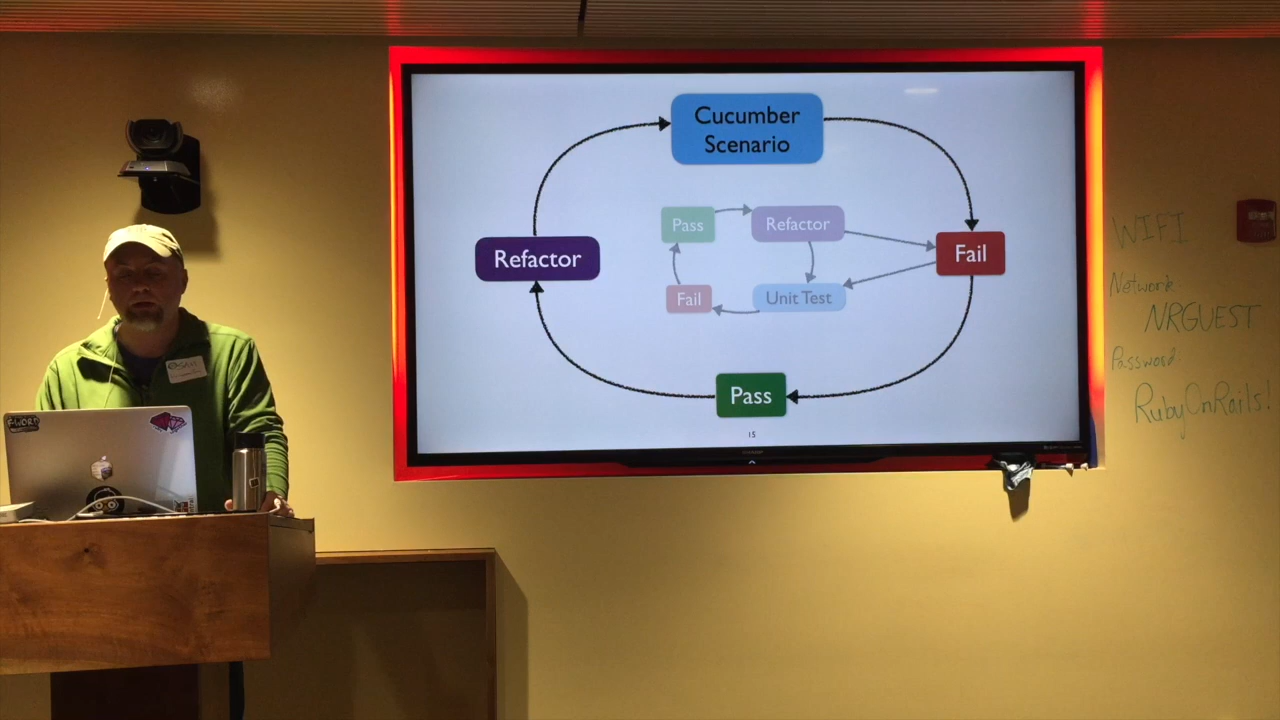 Cucumber
Scenario
Pass
Refactor
Refactor
Fail
Fail
Unit Test
Pass
15
WIFI
Network
NRGUEST
Password
RubyOnRails!